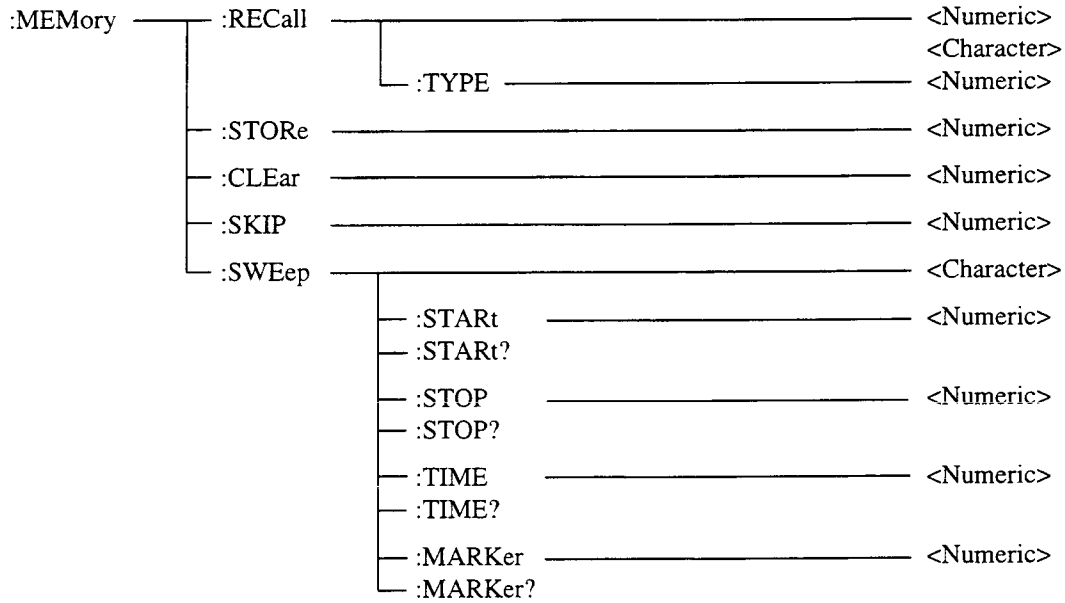 :MEMory :RECall <Numeric>
<Character>
:TYPE <Numeric>
:STORe <Numeric>
:CLEar <Numeric>
:SKIP <Numeric>
:SWEep <Character>
:STARt <Numeric>
:STARt?
:STOP <Numeric>
:STOP?
:TIME <Numeric>
:TIME?
:MARKer <Numeric>
:MARKer?